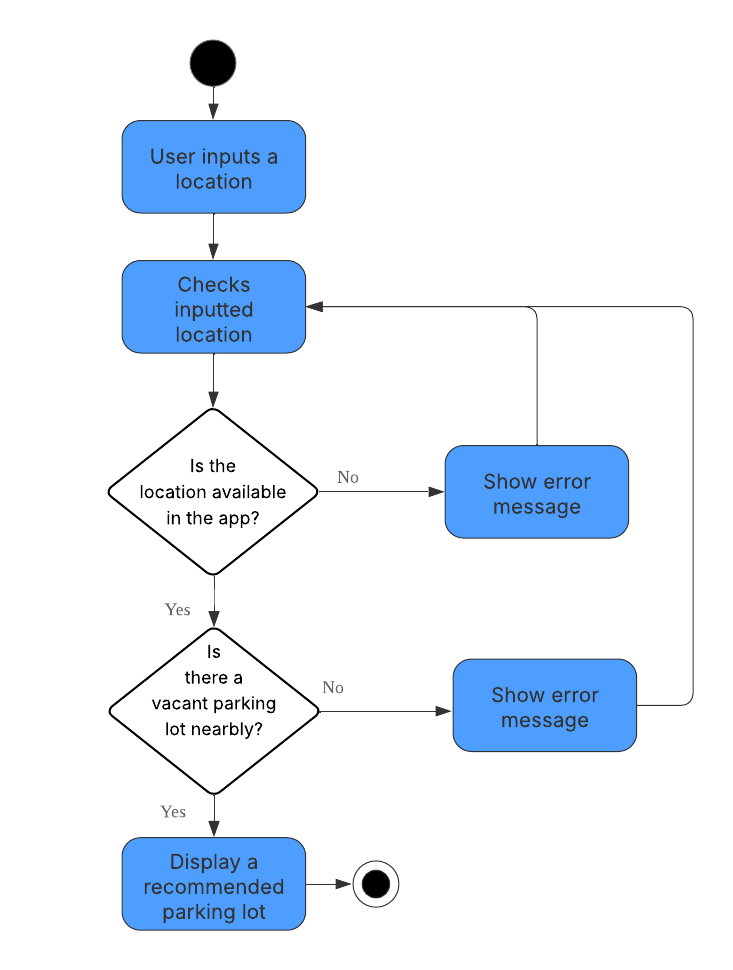 User inputs a
location
Checks
inputted
location
Is the
location available
in the app?
No
Show error
message
Yes
Is
there a
vacant parking
lot nearbly?
No
Show error
message
Yes
Display a
recommended
parking lot